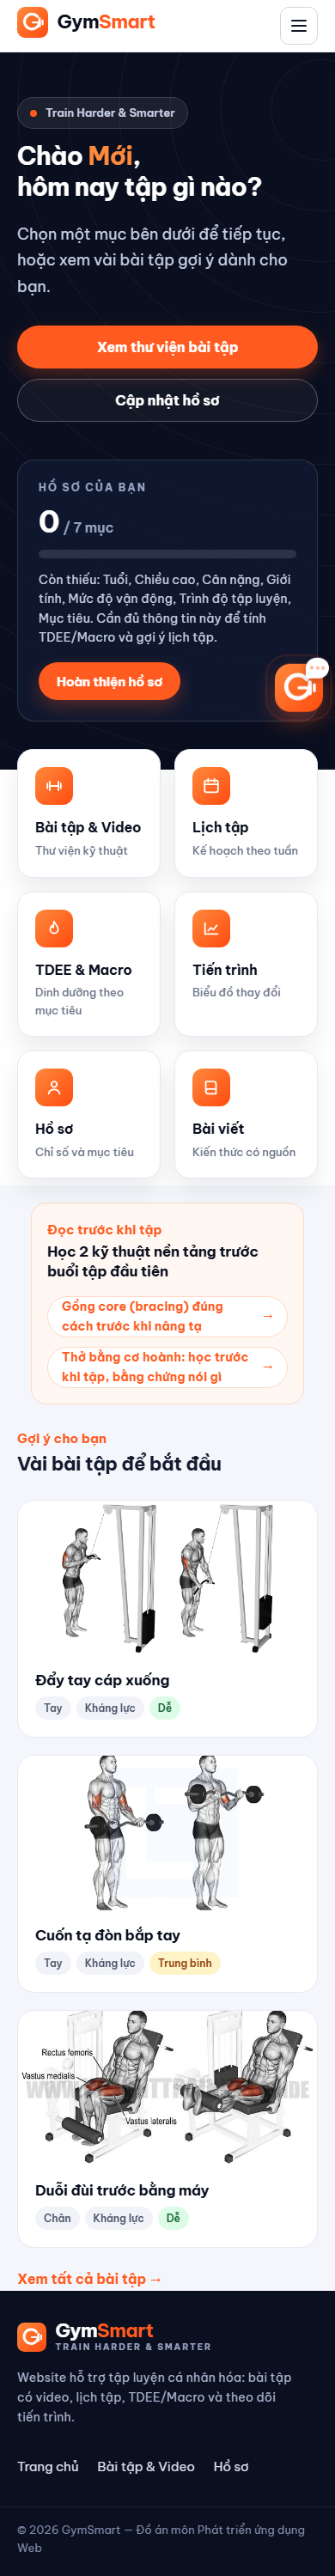 GymSmart
Train Harder & Smarter
Chào Mới,
hôm nay tập gì nào?
Chọn một mục bên dưới để tiếp tục,
hoặc xem vài bài tập gợi ý dành cho
bạn.
Xem thư viện bài tập
Cập nhật hồ sơ
HỒ SƠ CỦA BẠN
0 / 7 mục
Còn thiếu: Tuổi, Chiều cao, Cân nặng, Giới
tính, Mức độ vận động, Trình độ tập luyện,
Mục tiêu. Cần đủ thông tin này để tính
TDEE/Macro và gợi ý lịch tập.
Hoàn thiện hồ sơ
Bài tập & Video
Thư viện kỹ thuật
Lịch tập
Kế hoạch theo tuần
TDEE & Macro
Dinh dưỡng theo
mục tiêu
Tiến trình
Biểu đồ thay đổi
Hồ sơ
Chỉ số và mục tiêu
Bài viết
Kiến thức có nguồn
Đọc trước khi tập
Học 2 kỹ thuật nền tảng trước
buổi tập đầu tiên
Gồng core (bracing) đúng
cách trước khi nâng tạ →
Thở bằng cơ hoành: học trước
khi tập, bằng chứng nói gì →
Gợi ý cho bạn
Vài bài tập để bắt đầu
Đẩy tay cáp xuống
Tay Kháng lực Dễ
Cuốn tạ đòn bắp tay
Tay Kháng lực Trung bình
Rectus femoris
Vastus medialis
Vastus lateralis
Duỗi đùi trước bằng máy
Chân Kháng lực Dễ
Xem tất cả bài tập →
GymSmart
TRAIN HARDER & SMARTER
Website hỗ trợ tập luyện cá nhân hóa: bài tập
có video, lịch tập, TDEE/Macro và theo dõi
tiến trình.
Trang chủ Bài tập & Video Hồ sơ
© 2026 GymSmart — Đồ án môn Phát triển ứng dụng
Web